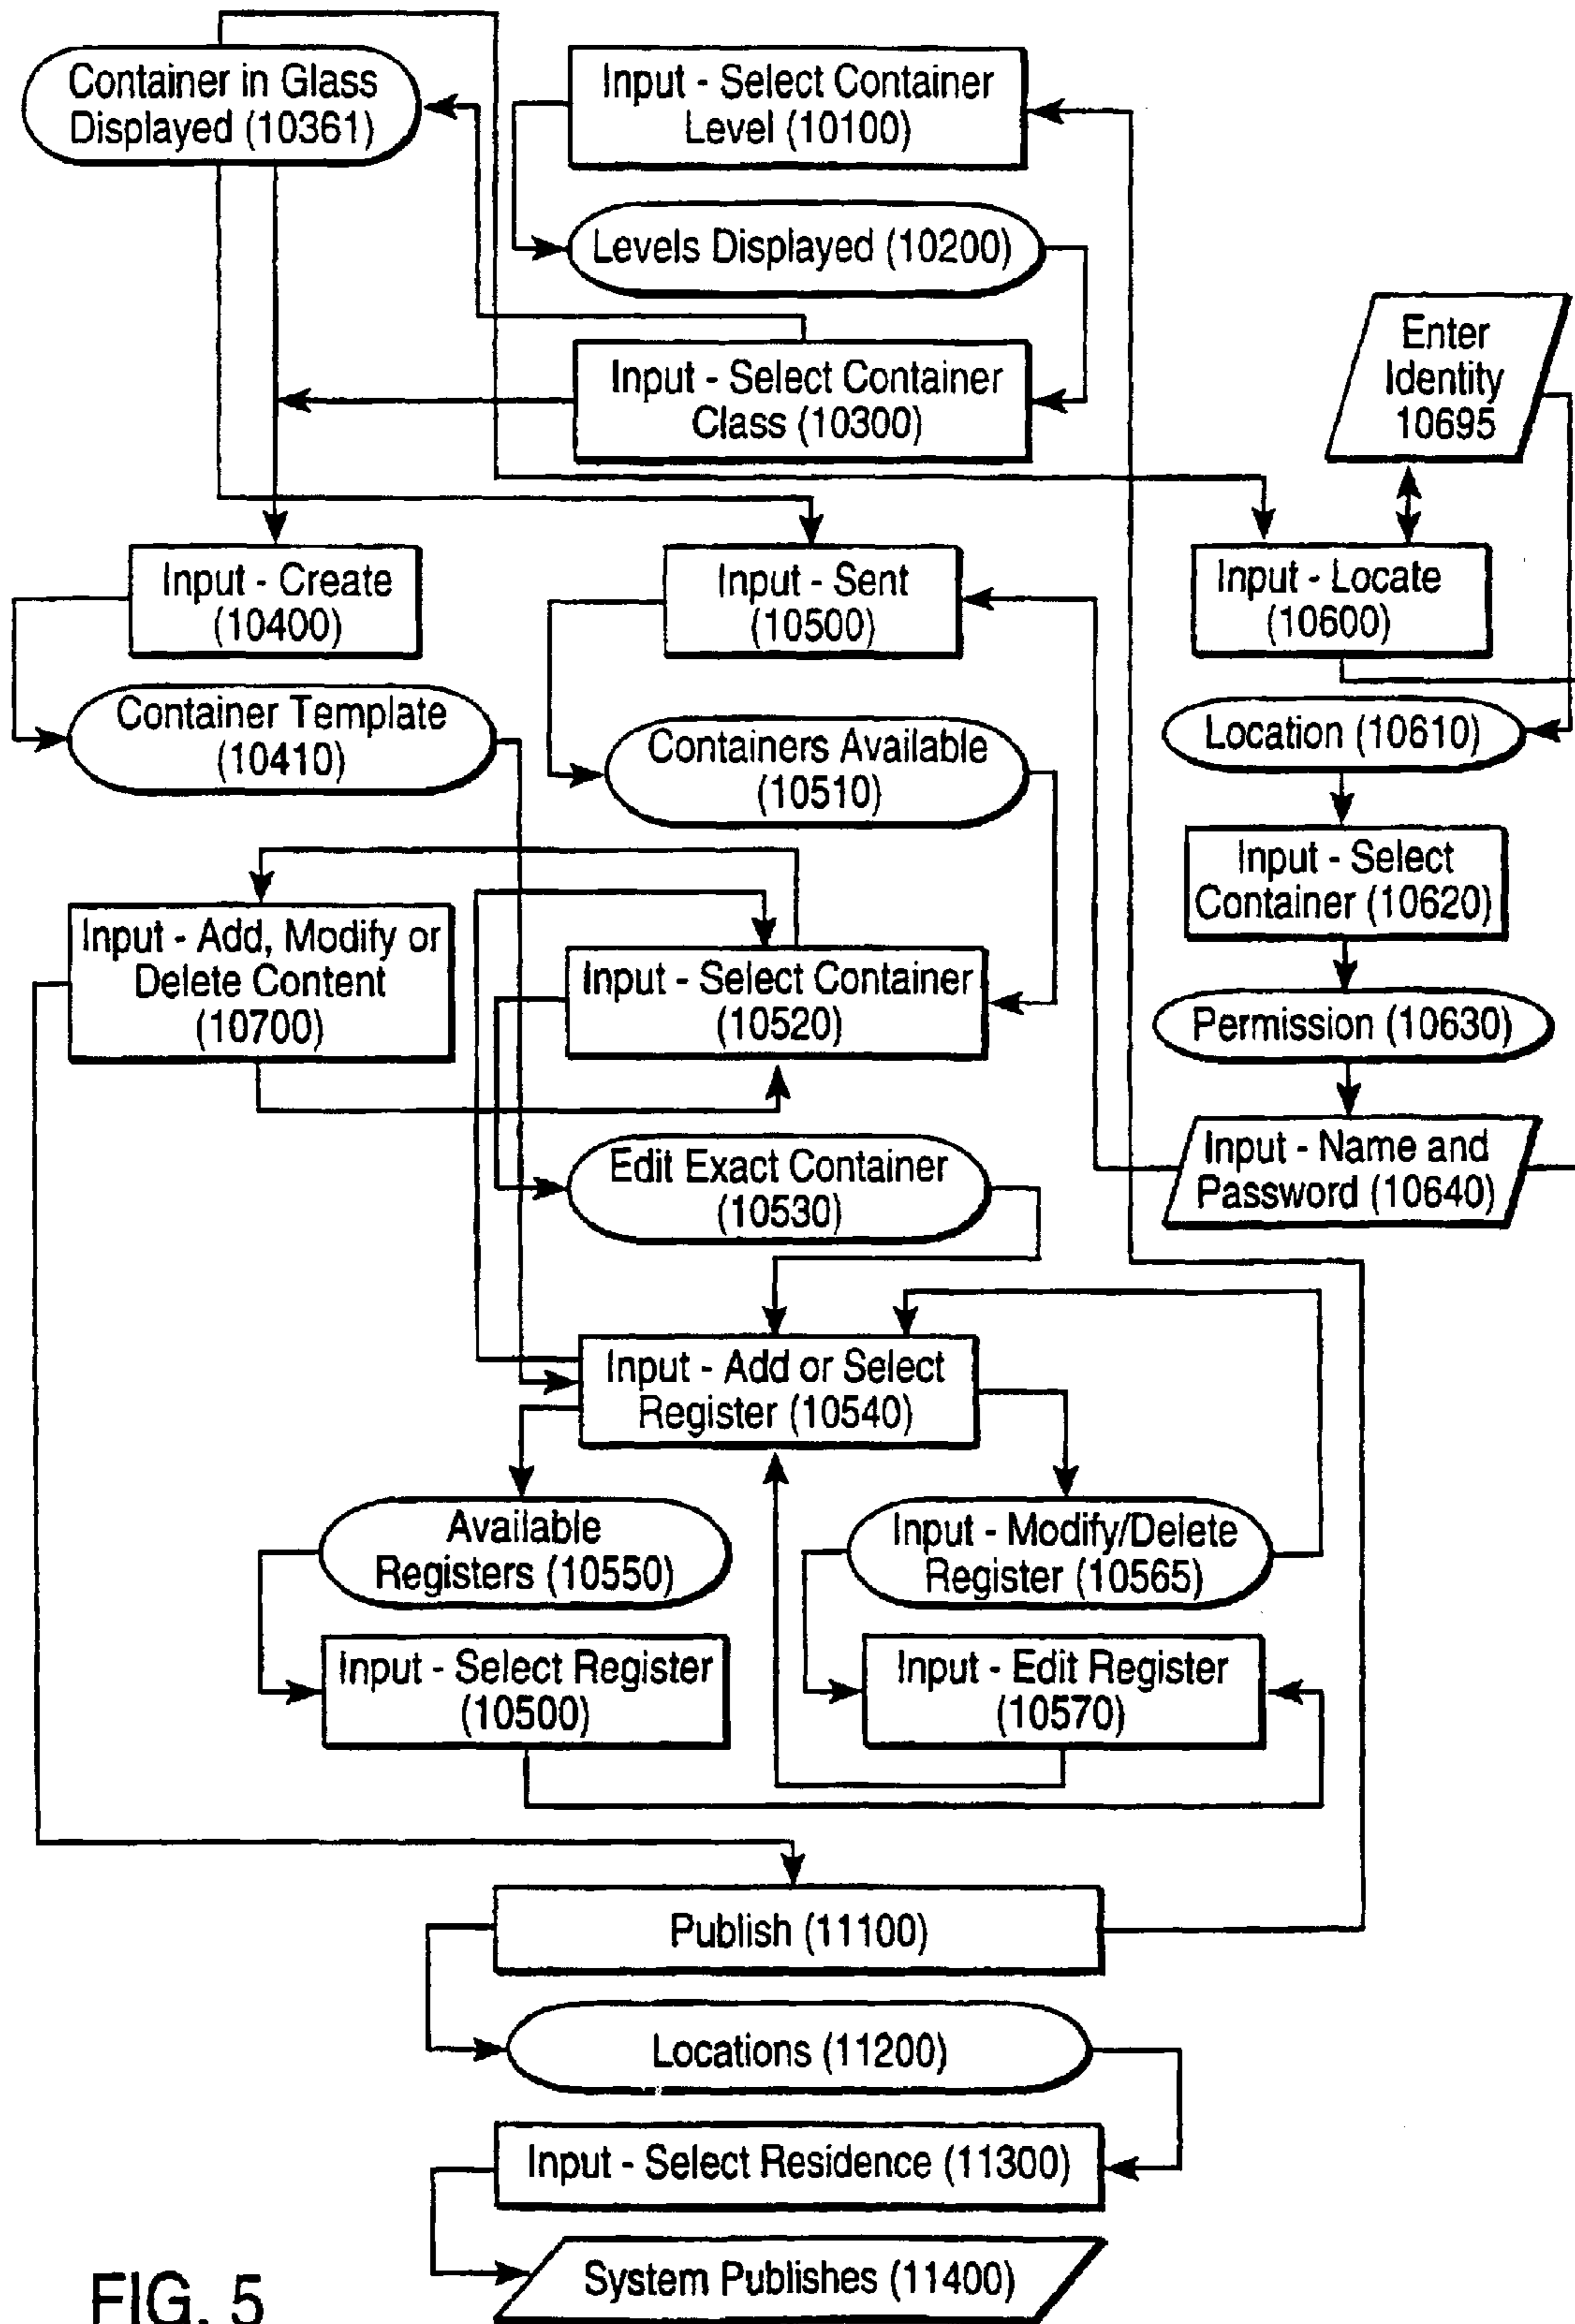 Container in Glass
Displayed (10361)
Input - Select Container
Level (10100)
Levels Displayed (10200)
Input - Select Container
Class (10300)
Enter
Identity
10695
Input - Create
(10400)
Input - Sent
(10500)
Input - Locate
(10600)
Container Template
(10410)
Containers Available
(10510)
Location (10610)
Input - Select
Container (10620)
Input - Add, Modify or
Delete Content
(10700)
Input - Select Container
(10520)
Permission (10630)
Input - Name and
Password (10640)
Edit Exact Container
(10530)
Input - Add or Select
Register (10540)
Available
Registers (10550)
Input - Modify/Delete
Register (10565)
Input - Select Register
(10500)
Input - Edit Register
(10570)
Publish (11100)
Locations (11200)
Input - Select Residence (11300)
System Publishes (11400)
FIG. 5